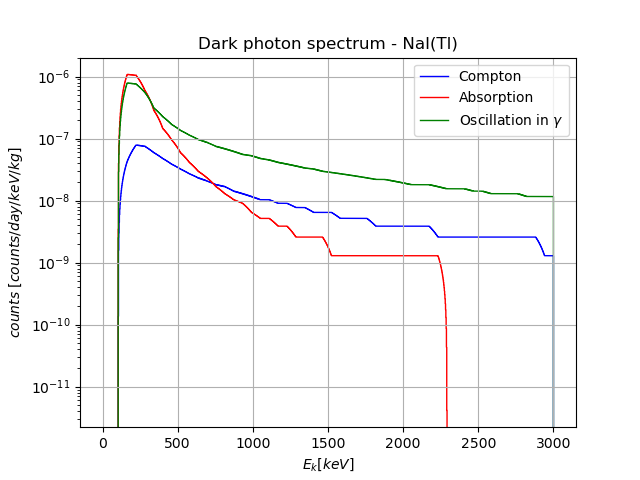 Dark photon spectrum - NaI(Tl)
Compton
Absorption
Oscillation in γ
counts [counts/day/keV/kg]
10⁻⁶
10⁻⁷
10⁻⁸
10⁻⁹
10⁻¹⁰
10⁻¹¹
0 500 1000 1500 2000 2500 3000
E_k[keV]